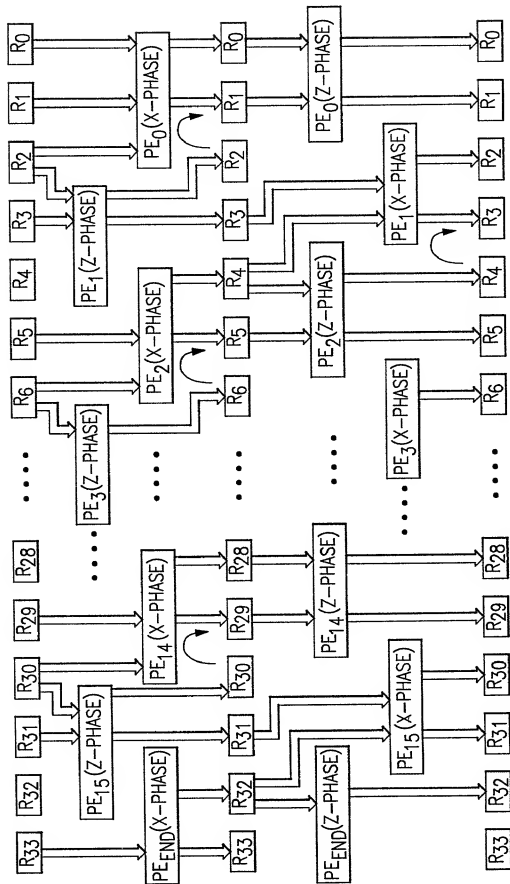 R33 R32 R31 R30 R29 R28 R6 R5 R4 R3 R2 R1 R0
PE15(Z-PHASE) PE3(Z-PHASE) PE1(Z-PHASE)
PEEND(X-PHASE) PE14(X-PHASE) PE2(X-PHASE) PE0(X-PHASE)
R33 R32 R31 R30 R29 R28 R6 R5 R4 R3 R2 R1 R0
PEEND(Z-PHASE) PE14(Z-PHASE) PE2(Z-PHASE) PE0(Z-PHASE)
PE15(X-PHASE) PE3(X-PHASE) PE1(X-PHASE)
R33 R32 R31 R30 R29 R28 R6 R5 R4 R3 R2 R1 R0